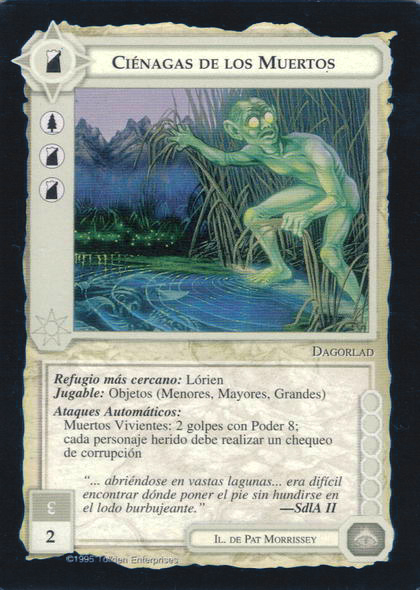 CIÉNAGAS DE LOS MUERTOS
DAGORLAD
Refugio más cercano: Lórien
Jugable: Objetos (Menores, Mayores, Grandes)
Ataques Automáticos:
Muertos Vivientes: 2 golpes con Poder 8;
cada personaje herido debe realizar un chequeo
de corrupción
“... abriéndose en vastas lagunas... era difícil
encontrar dónde poner el pie sin hundirse en
el lodo burbujeante.” —SdlA II
3
2
IL. DE PAT MORRISSEY
©1995 Tolkien Enterprises